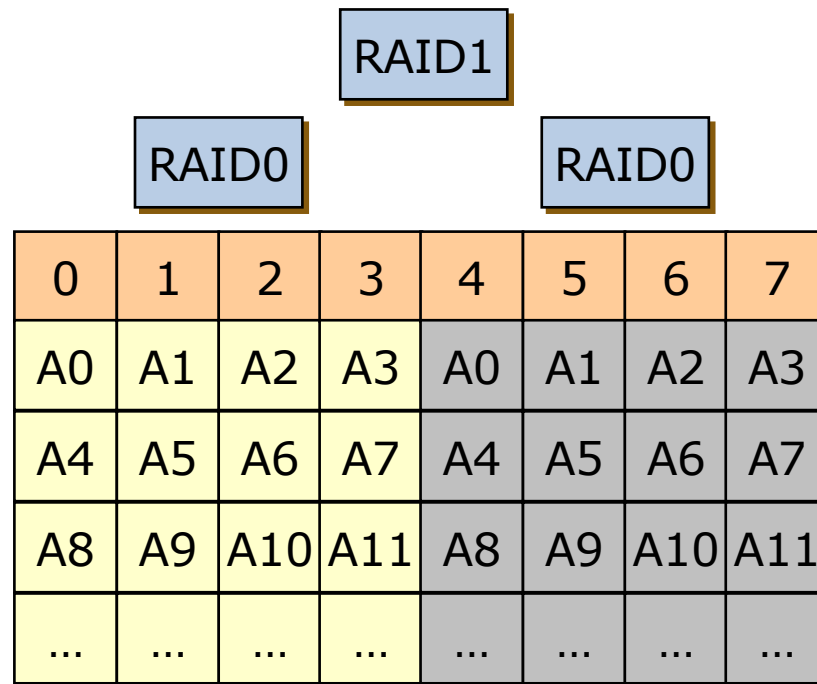 RAID1
RAID0 RAID0
0 1 2 3 4 5 6 7
A0 A1 A2 A3 A0 A1 A2 A3
A4 A5 A6 A7 A4 A5 A6 A7
A8 A9 A10 A11 A8 A9 A10 A11
... ... ... ... ... ... ... ...